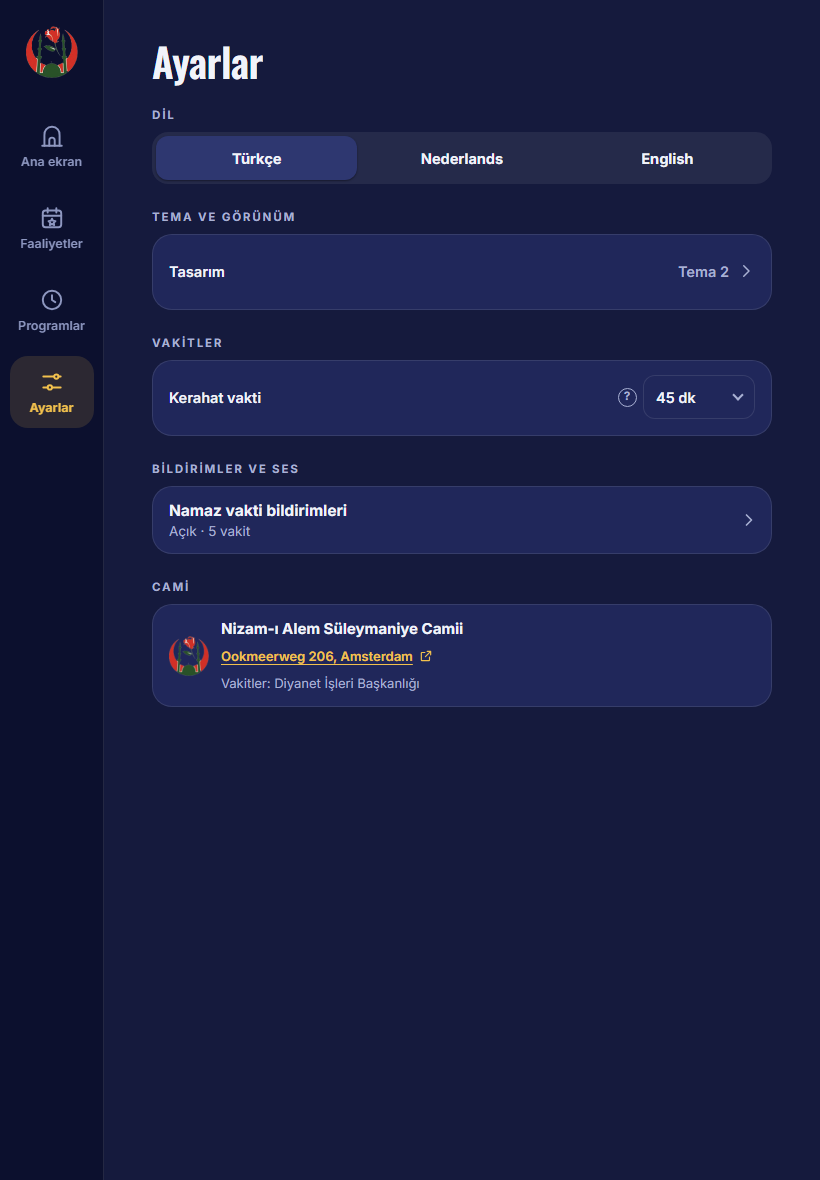 Ayarlar
DİL
Türkçe
Nederlands
English
TEMA VE GÖRÜNÜM
Tasarım
Tema 2
VAKİTLER
Kerahat vakti
?
45 dk
BİLDİRİMLER VE SES
Namaz vakti bildirimleri
Açık · 5 vakit
CAMİ
Nizam-ı Alem Süleymaniye Camii
Ookmeerweg 206, Amsterdam
Vakitler: Diyanet İşleri Başkanlığı
Ana ekran
Faaliyetler
Programlar
Ayarlar